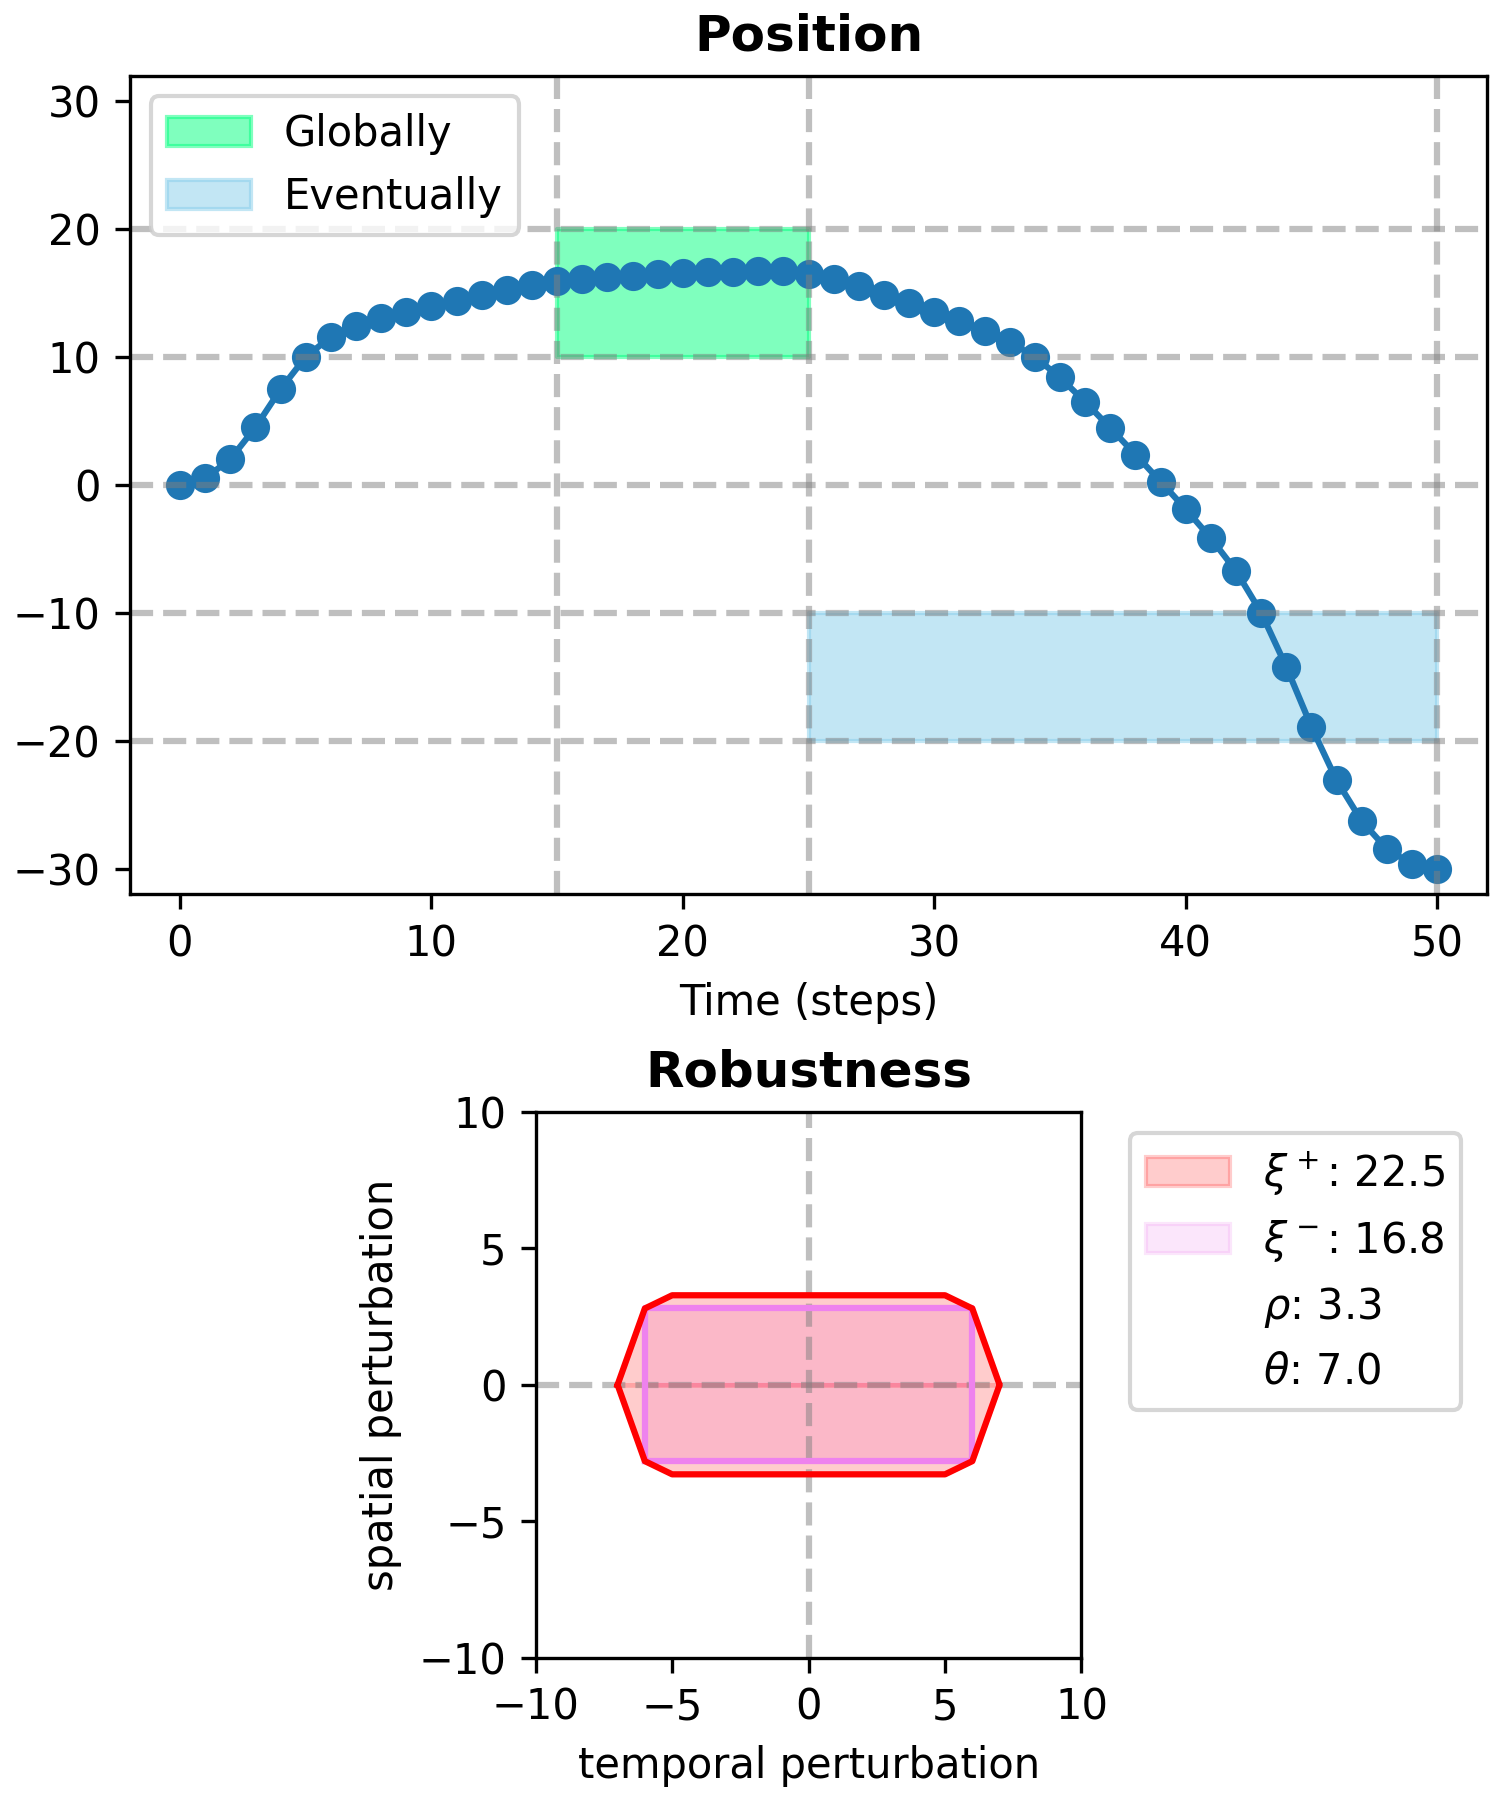 Position
30
20
10
0
−10
−20
−30
Globally
Eventually
0 10 20 30 40 50
Time (steps)
Robustness
10
5
0
−5
−10
spatial perturbation
−10 −5 0 5 10
temporal perturbation
ξ⁺: 22.5
ξ⁻: 16.8
ρ: 3.3
θ: 7.0